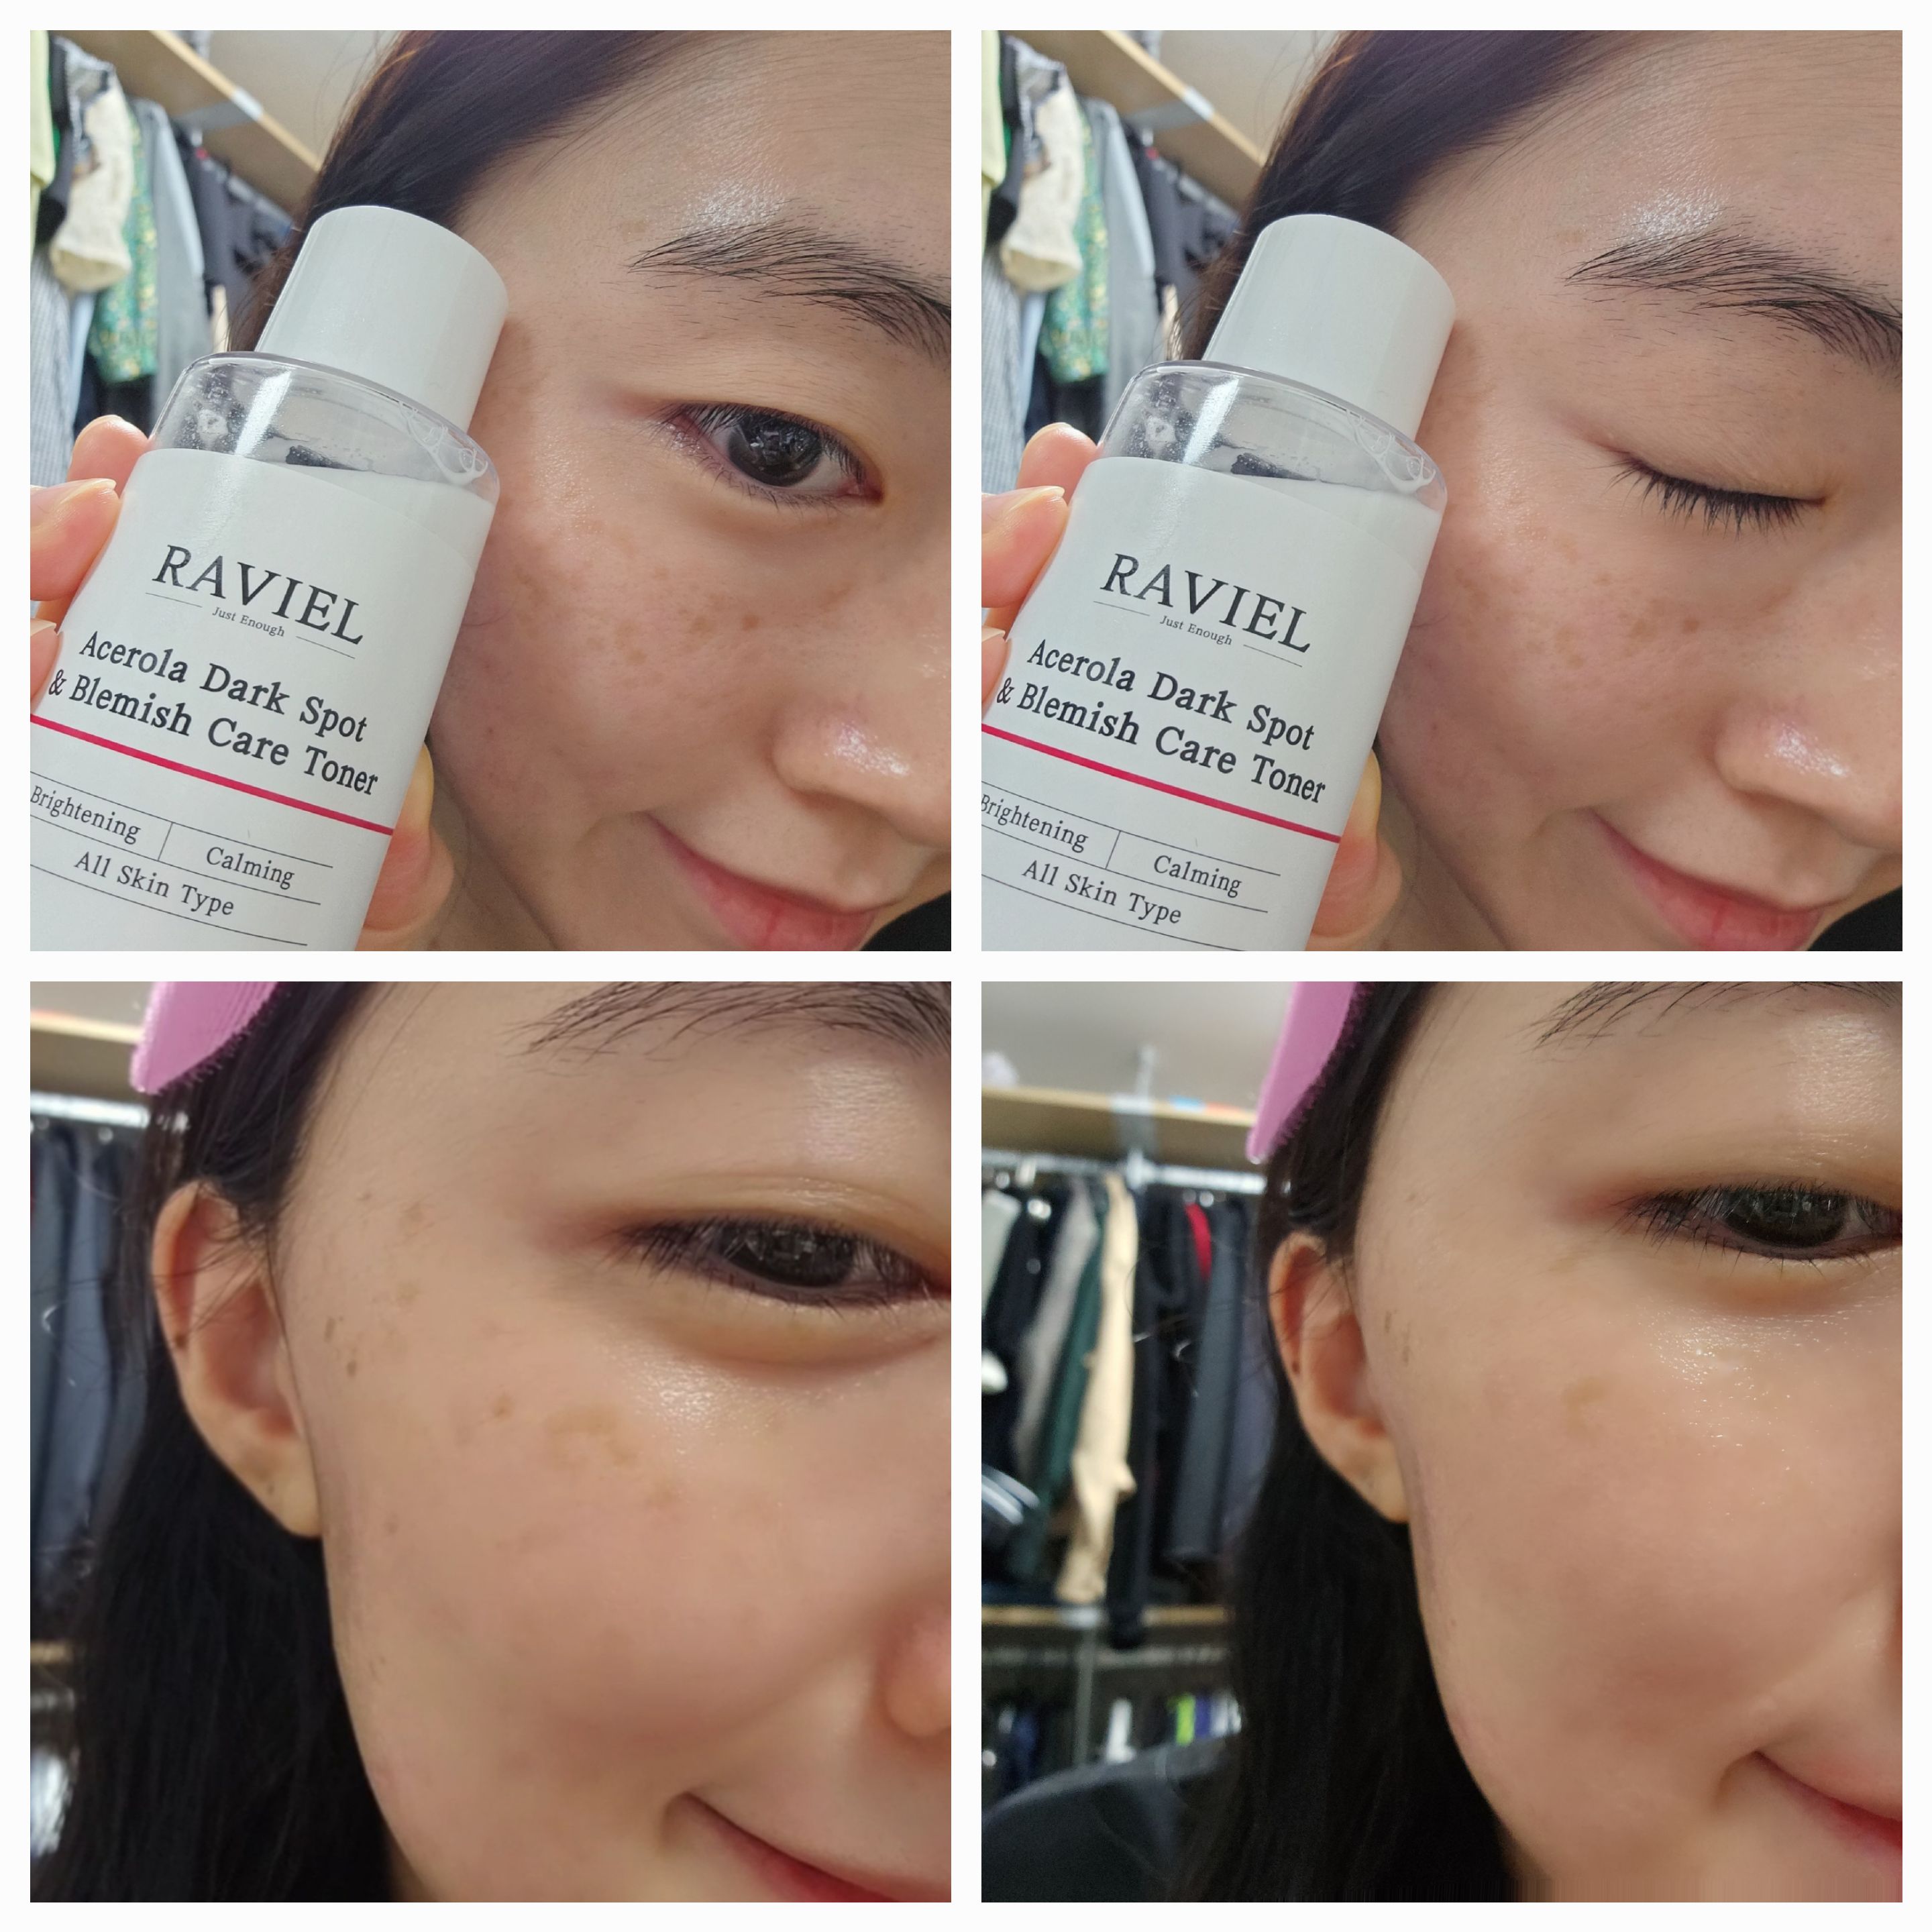 RAVIEL
Just Enough
Acerola Dark Spot
& Blemish Care Toner
Brightening
Calming
All Skin Type
RAVIEL
Just Enough
Acerola Dark Spot
& Blemish Care Toner
Brightening
Calming
All Skin Type